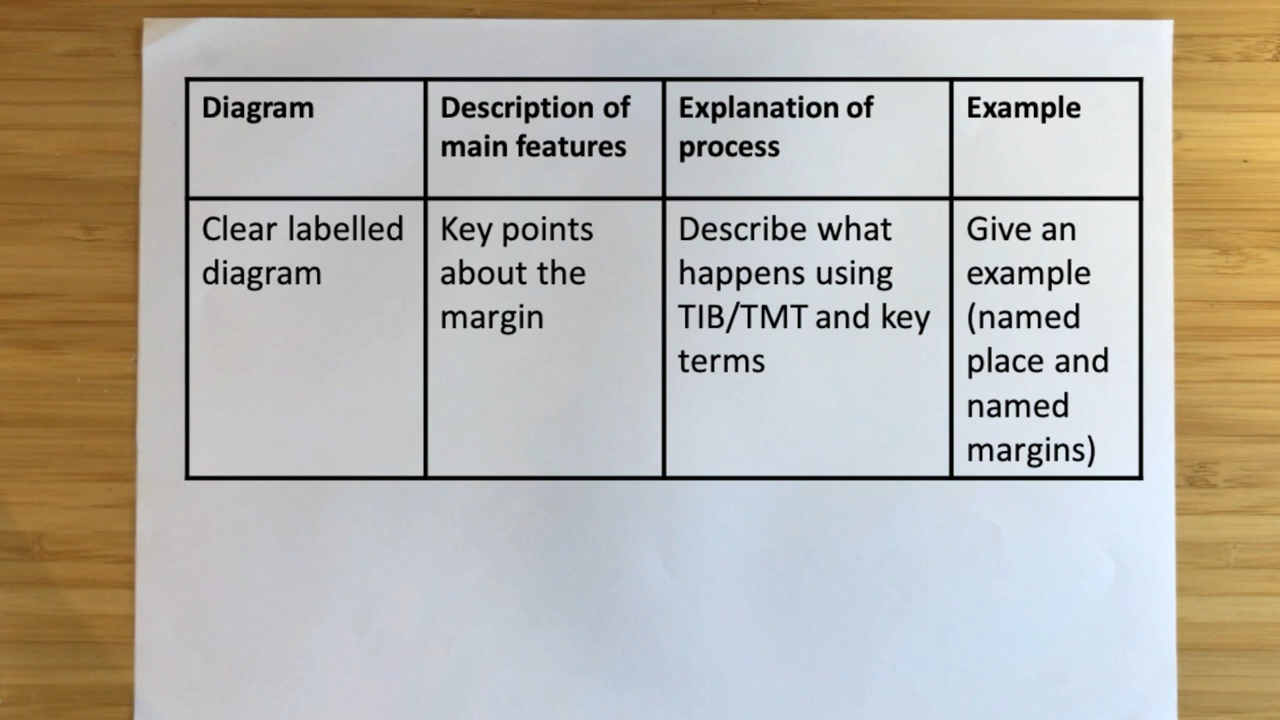 Diagram
Description of
main features
Explanation of
process
Example
Clear labelled
diagram
Key points
about the
margin
Describe what
happens using
TIB/TMT and key
terms
Give an
example
(named
place and
named
margins)